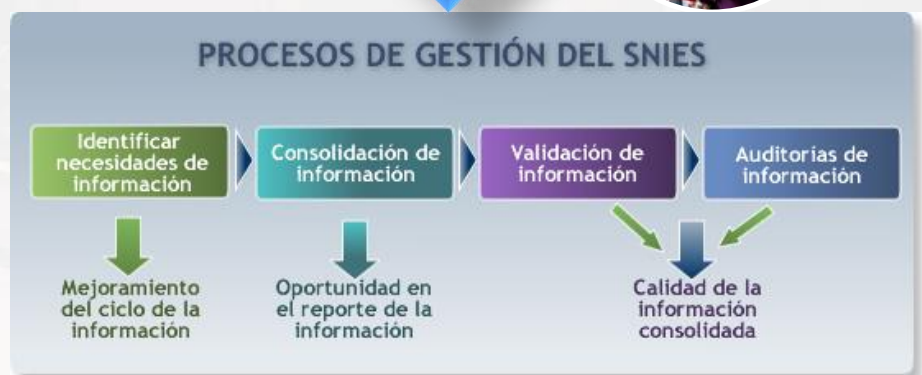 PROCESOS DE GESTIÓN DEL SNIES
Identificar
necesidades de
información
Consolidación de
información
Validación de
información
Auditorías de
información
Mejoramiento
del ciclo de la
información
Oportunidad en
el reporte de la
información
Calidad de la
información
consolidada